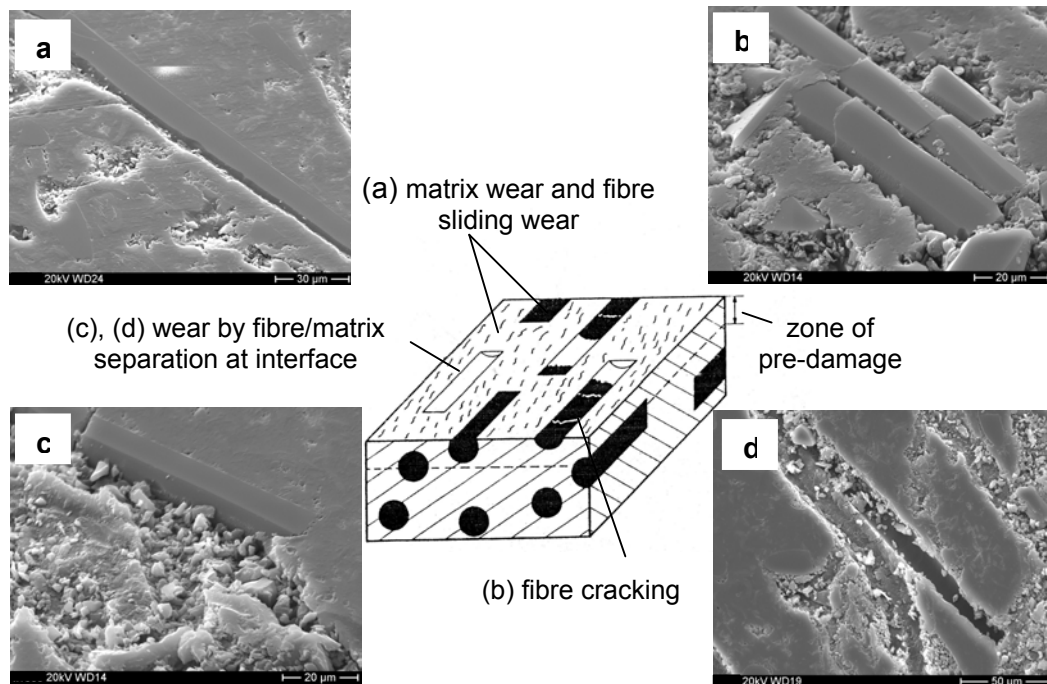 a
20kV WD24 30 µm
b
20kV WD14 20 µm
(a) matrix wear and fibre
sliding wear
(c), (d) wear by fibre/matrix
separation at interface
zone of
pre-damage
c
20kV WD14 20 µm
d
20kV WD19 50 µm
(b) fibre cracking